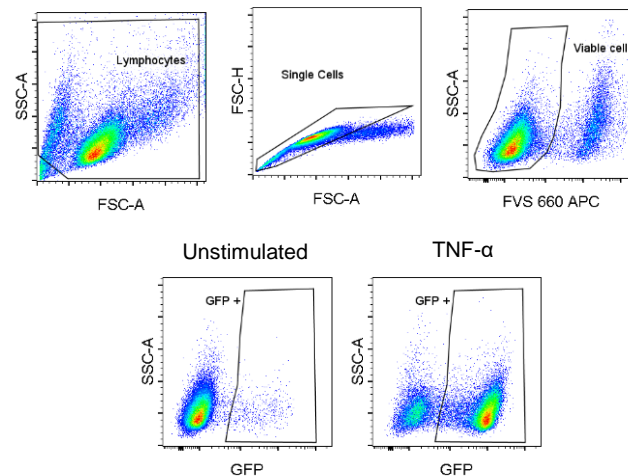 SSC-A
Lymphocytes
FSC-A
FSC-H
Single Cells
FSC-A
SSC-A
Viable cell
FVS 660 APC
Unstimulated
TNF-α
SSC-A
GFP +
GFP
SSC-A
GFP +
GFP